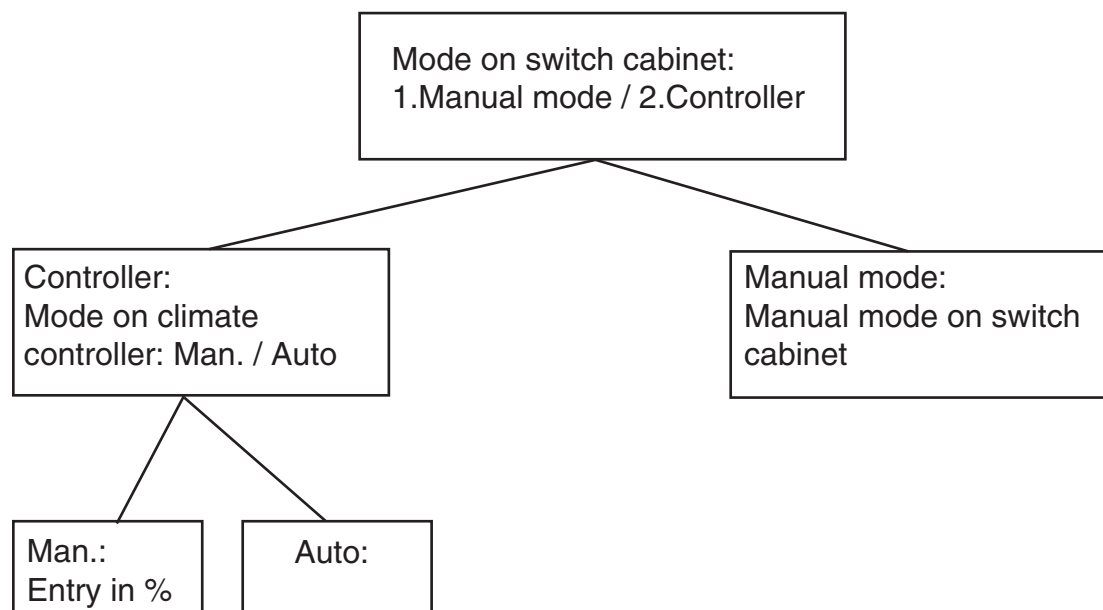 Mode on switch cabinet:
1.Manual mode / 2.Controller
Controller:
Mode on climate
controller: Man. / Auto
Manual mode:
Manual mode on switch
cabinet
Man.:
Entry in %
Auto: